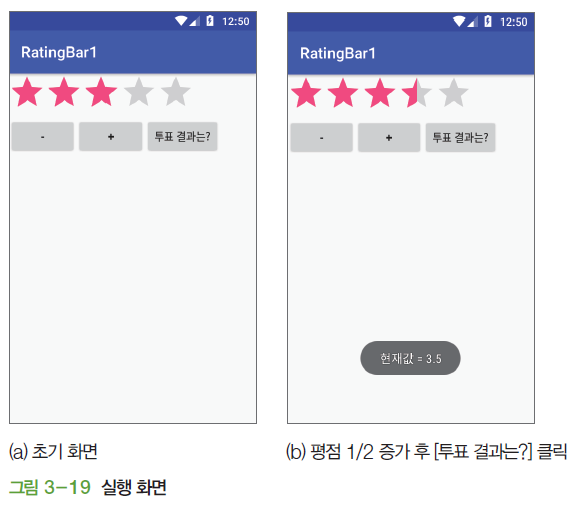 12:50
RatingBar1
-
+
투표 결과는?
(a) 초기 화면
12:50
RatingBar1
-
+
투표 결과는?
현재값 = 3.5
(b) 평점 1/2 증가 후 [투표 결과는?] 클릭
그림 3-19 실행 화면